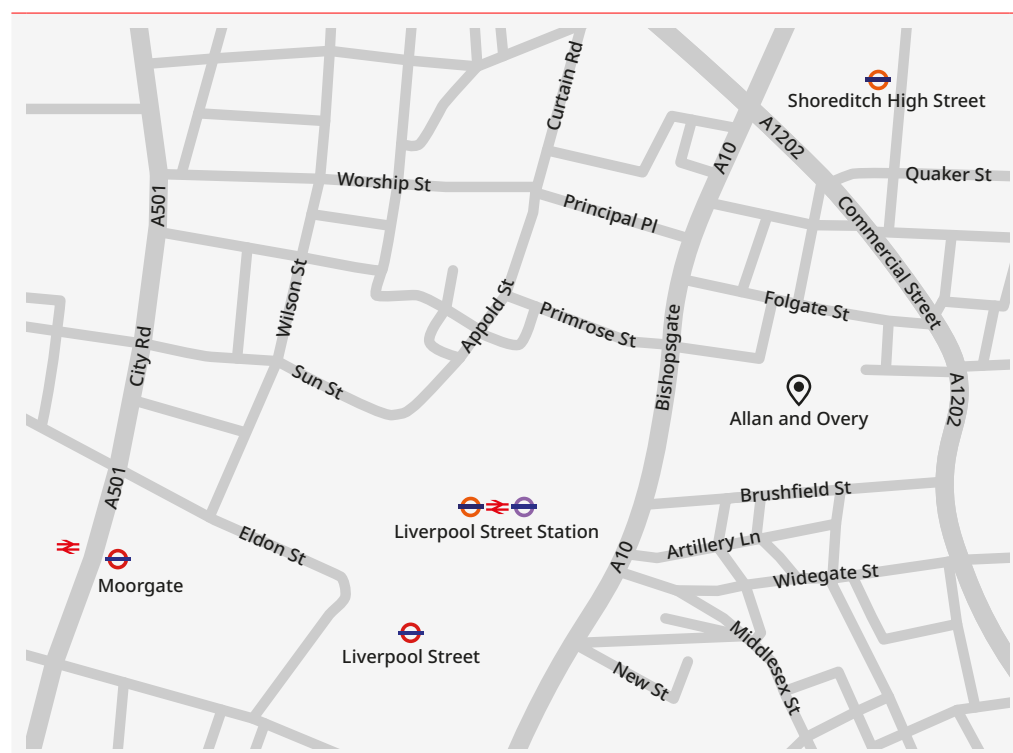 Curtain Rd
Shoreditch High Street
A1202
A10
Quaker St
Worship St
A501
Principal Pl
Commercial Street
Wilson St
Appold St
Folgate St
Primrose St
City Rd
Bishopsgate
Sun St
A1202
Allan and Overy
A501
Brushfield St
Liverpool Street Station
Eldon St
A10
Artillery Ln
Widegate St
Moorgate
Liverpool Street
Middlesex St
New St